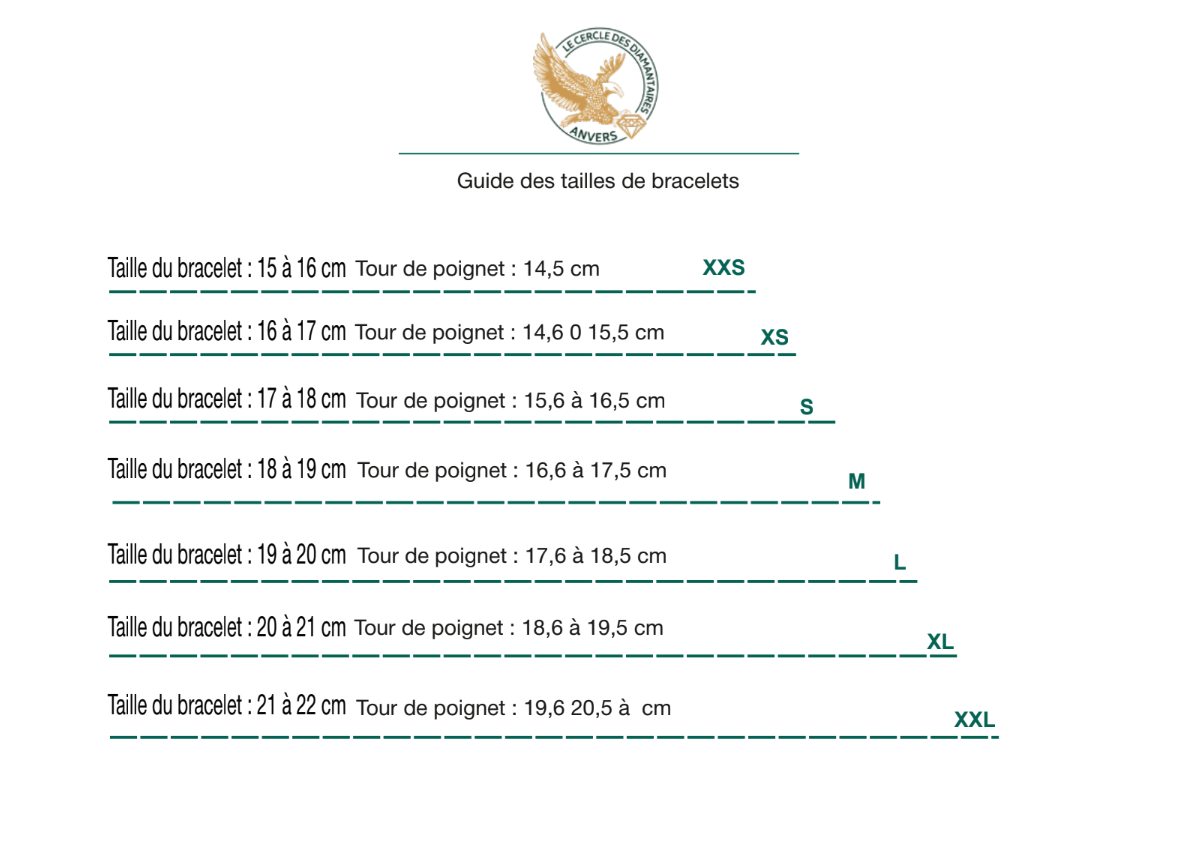 LE CERCLE DES DIAMANTAIRES
ANVERS
Guide des tailles de bracelets
Taille du bracelet : 15 à 16 cm Tour de poignet : 14,5 cm XXS
Taille du bracelet : 16 à 17 cm Tour de poignet : 14,6 0 15,5 cm XS
Taille du bracelet : 17 à 18 cm Tour de poignet : 15,6 à 16,5 cm S
Taille du bracelet : 18 à 19 cm Tour de poignet : 16,6 à 17,5 cm M
Taille du bracelet : 19 à 20 cm Tour de poignet : 17,6 à 18,5 cm L
Taille du bracelet : 20 à 21 cm Tour de poignet : 18,6 à 19,5 cm XL
Taille du bracelet : 21 à 22 cm Tour de poignet : 19,6 20,5 à cm XXL